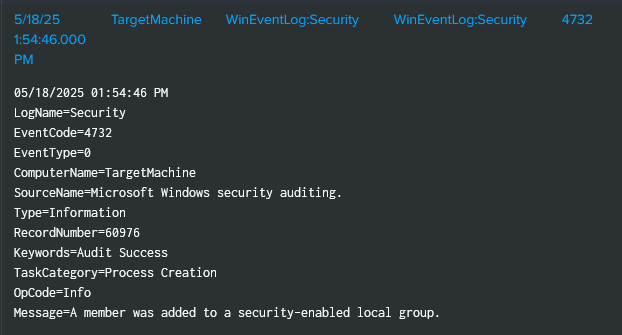 5/18/25 TargetMachine WinEventLog:Security WinEventLog:Security 4732
1:54:46.000
PM
05/18/2025 01:54:46 PM
LogName=Security
EventCode=4732
EventType=0
ComputerName=TargetMachine
SourceName=Microsoft Windows security auditing.
Type=Information
RecordNumber=60976
Keywords=Audit Success
TaskCategory=Process Creation
OpCode=Info
Message=A member was added to a security-enabled local group.